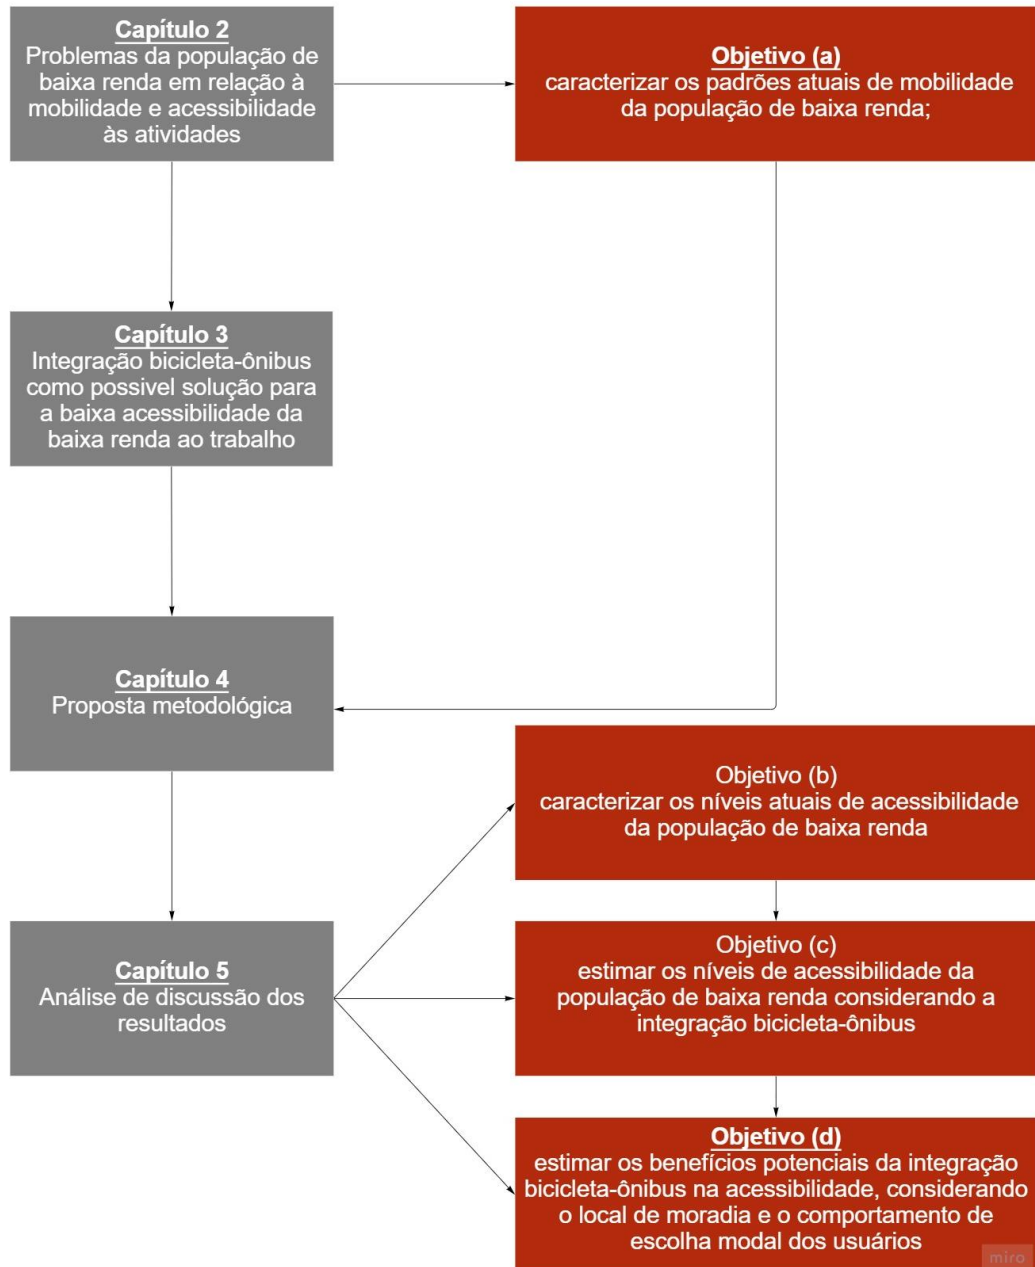 Capítulo 2
Problemas da população de
baixa renda em relação à
mobilidade e acessibilidade
às atividades
Objetivo (a)
caracterizar os padrões atuais de mobilidade
da população de baixa renda;
Capítulo 3
Integração bicicleta-ônibus
como possivel solução para
a baixa acessibilidade da
baixa renda ao trabalho
Capítulo 4
Proposta metodológica
Objetivo (b)
caracterizar os níveis atuais de acessibilidade
da população de baixa renda
Capítulo 5
Análise de discussão dos
resultados
Objetivo (c)
estimar os níveis de acessibilidade da
população de baixa renda considerando a
integração bicicleta-ônibus
Objetivo (d)
estimar os benefícios potenciais da integração
bicicleta-ônibus na acessibilidade, considerando
o local de moradia e o comportamento de
escolha modal dos usuários
miro